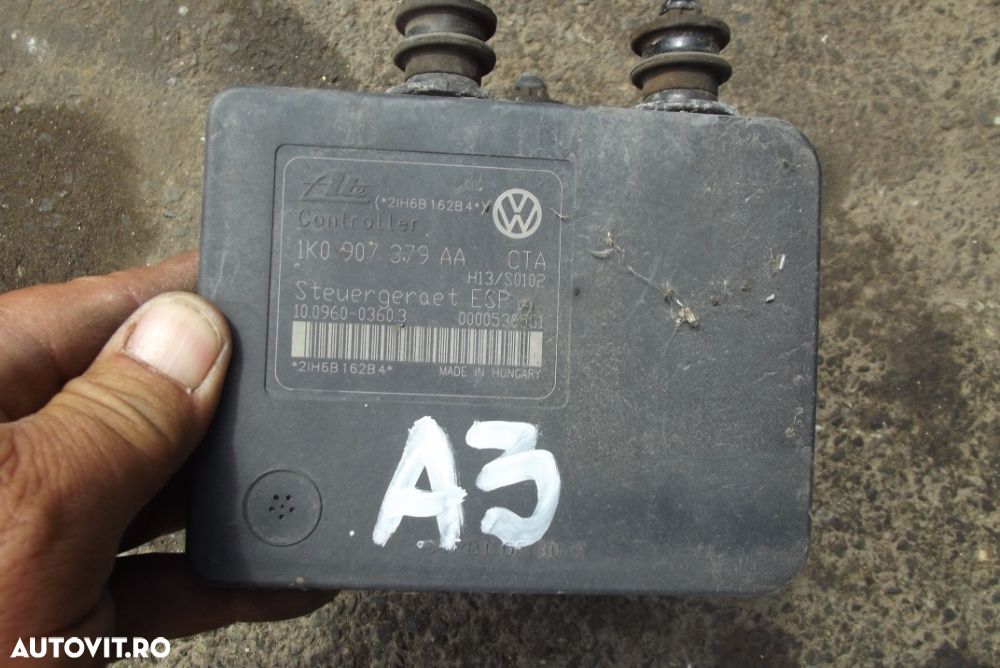 Ate
(*2IH6B162B4*)
VW
Controller
1K0 907 379 AA CTA
H13/S0102
Steuergeraet ESP
10.0960-0360.3
*2IH6B162B4* MADE IN HUNGARY
A3
AUTOVIT.RO